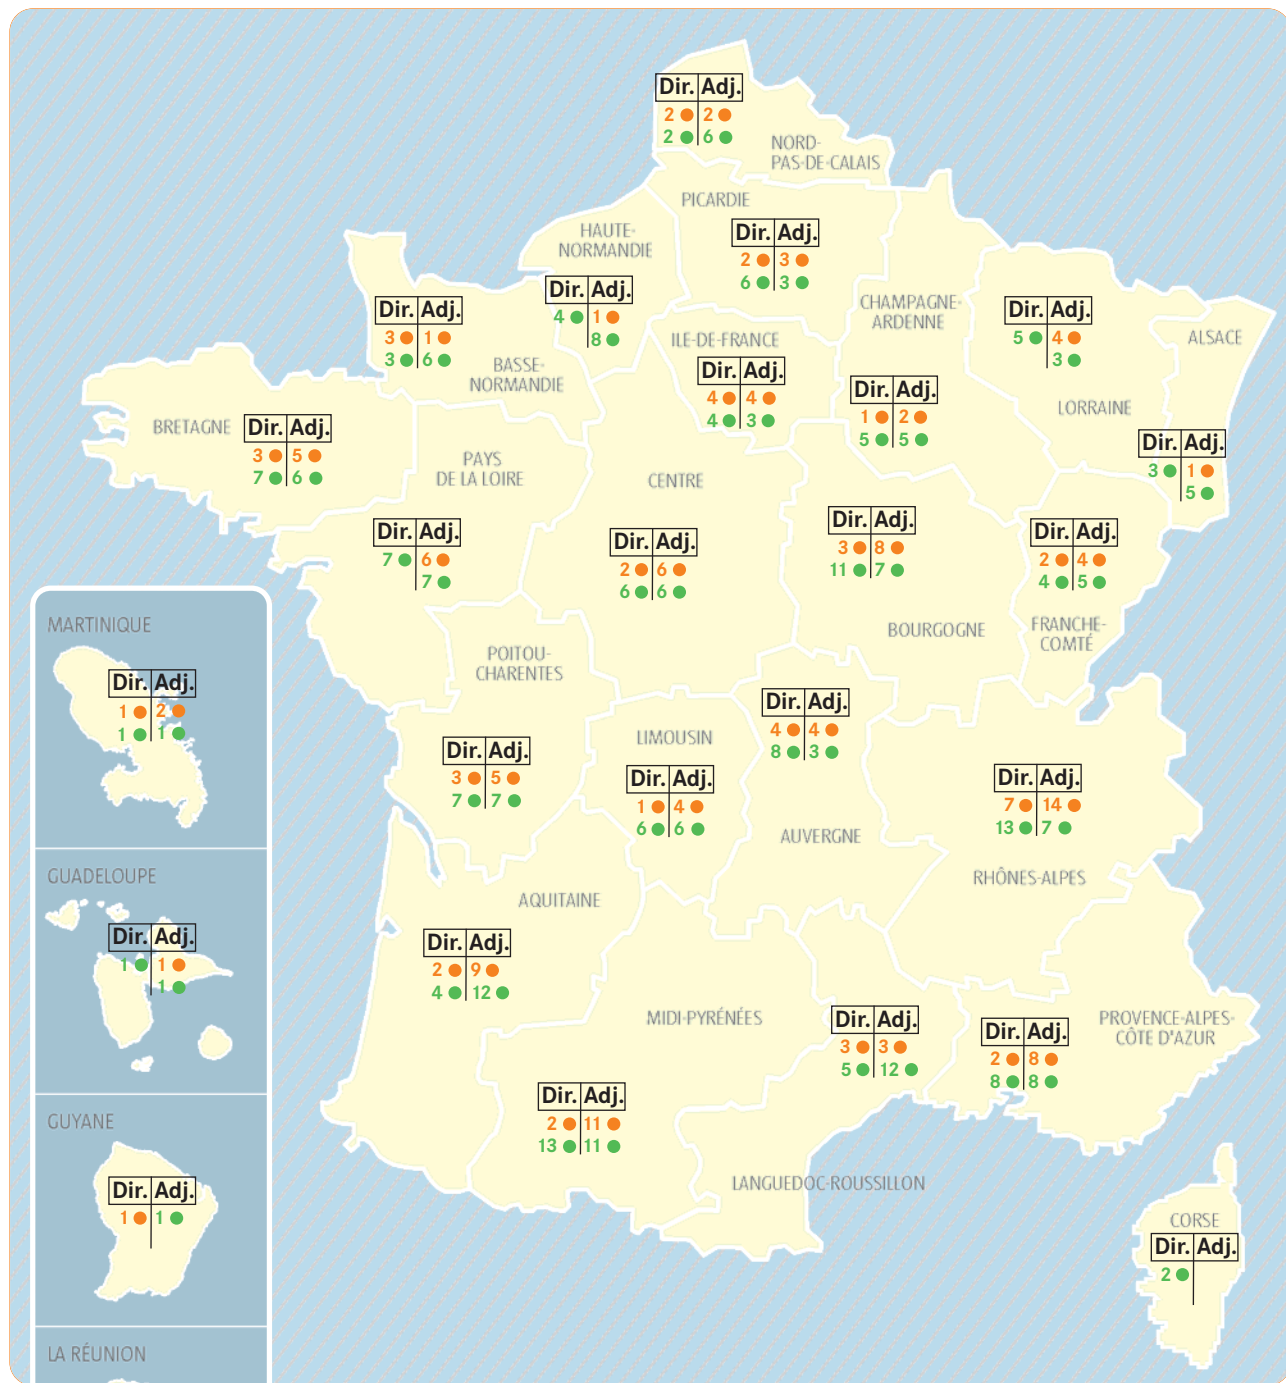 Dir. Adj.
2 2
2 6
NORD-
PAS-DE-CALAIS
PICARDIE
Dir. Adj.
2 3
6 3
HAUTE-
NORMANDIE
Dir. Adj.
4 1
8
Dir. Adj.
3 1
3 6
BASSE-
NORMANDIE
ILE-DE-FRANCE
Dir. Adj.
4 4
4 3
CHAMPAGNE-
ARDENNE
Dir. Adj.
1 2
5 5
Dir. Adj.
5 4
3
LORRAINE
ALSACE
Dir. Adj.
3 1
5
BRETAGNE
Dir. Adj.
3 5
7 6
PAYS
DE LA LOIRE
Dir. Adj.
7 6
7
CENTRE
Dir. Adj.
2 6
6 6
Dir. Adj.
3 8
11 7
BOURGOGNE
Dir. Adj.
2 4
4 5
FRANCHE-
COMTÉ
POITOU-
CHARENTES
Dir. Adj.
3 5
7 7
LIMOUSIN
Dir. Adj.
1 4
6 6
Dir. Adj.
4 4
8 3
AUVERGNE
Dir. Adj.
7 14
13 7
RHÔNES-ALPES
AQUITAINE
Dir. Adj.
2 9
4 12
MIDI-PYRÉNÉES
Dir. Adj.
2 11
13 11
Dir. Adj.
3 3
5 12
LANGUEDOC-ROUSSILLON
Dir. Adj.
2 8
8 8
PROVENCE-ALPES-
CÔTE D'AZUR
CORSE
Dir. Adj.
2
MARTINIQUE
Dir. Adj.
1 2
1 1
GUADELOUPE
Dir. Adj.
1 1
1
GUYANE
Dir. Adj.
1 1
LA RÉUNION